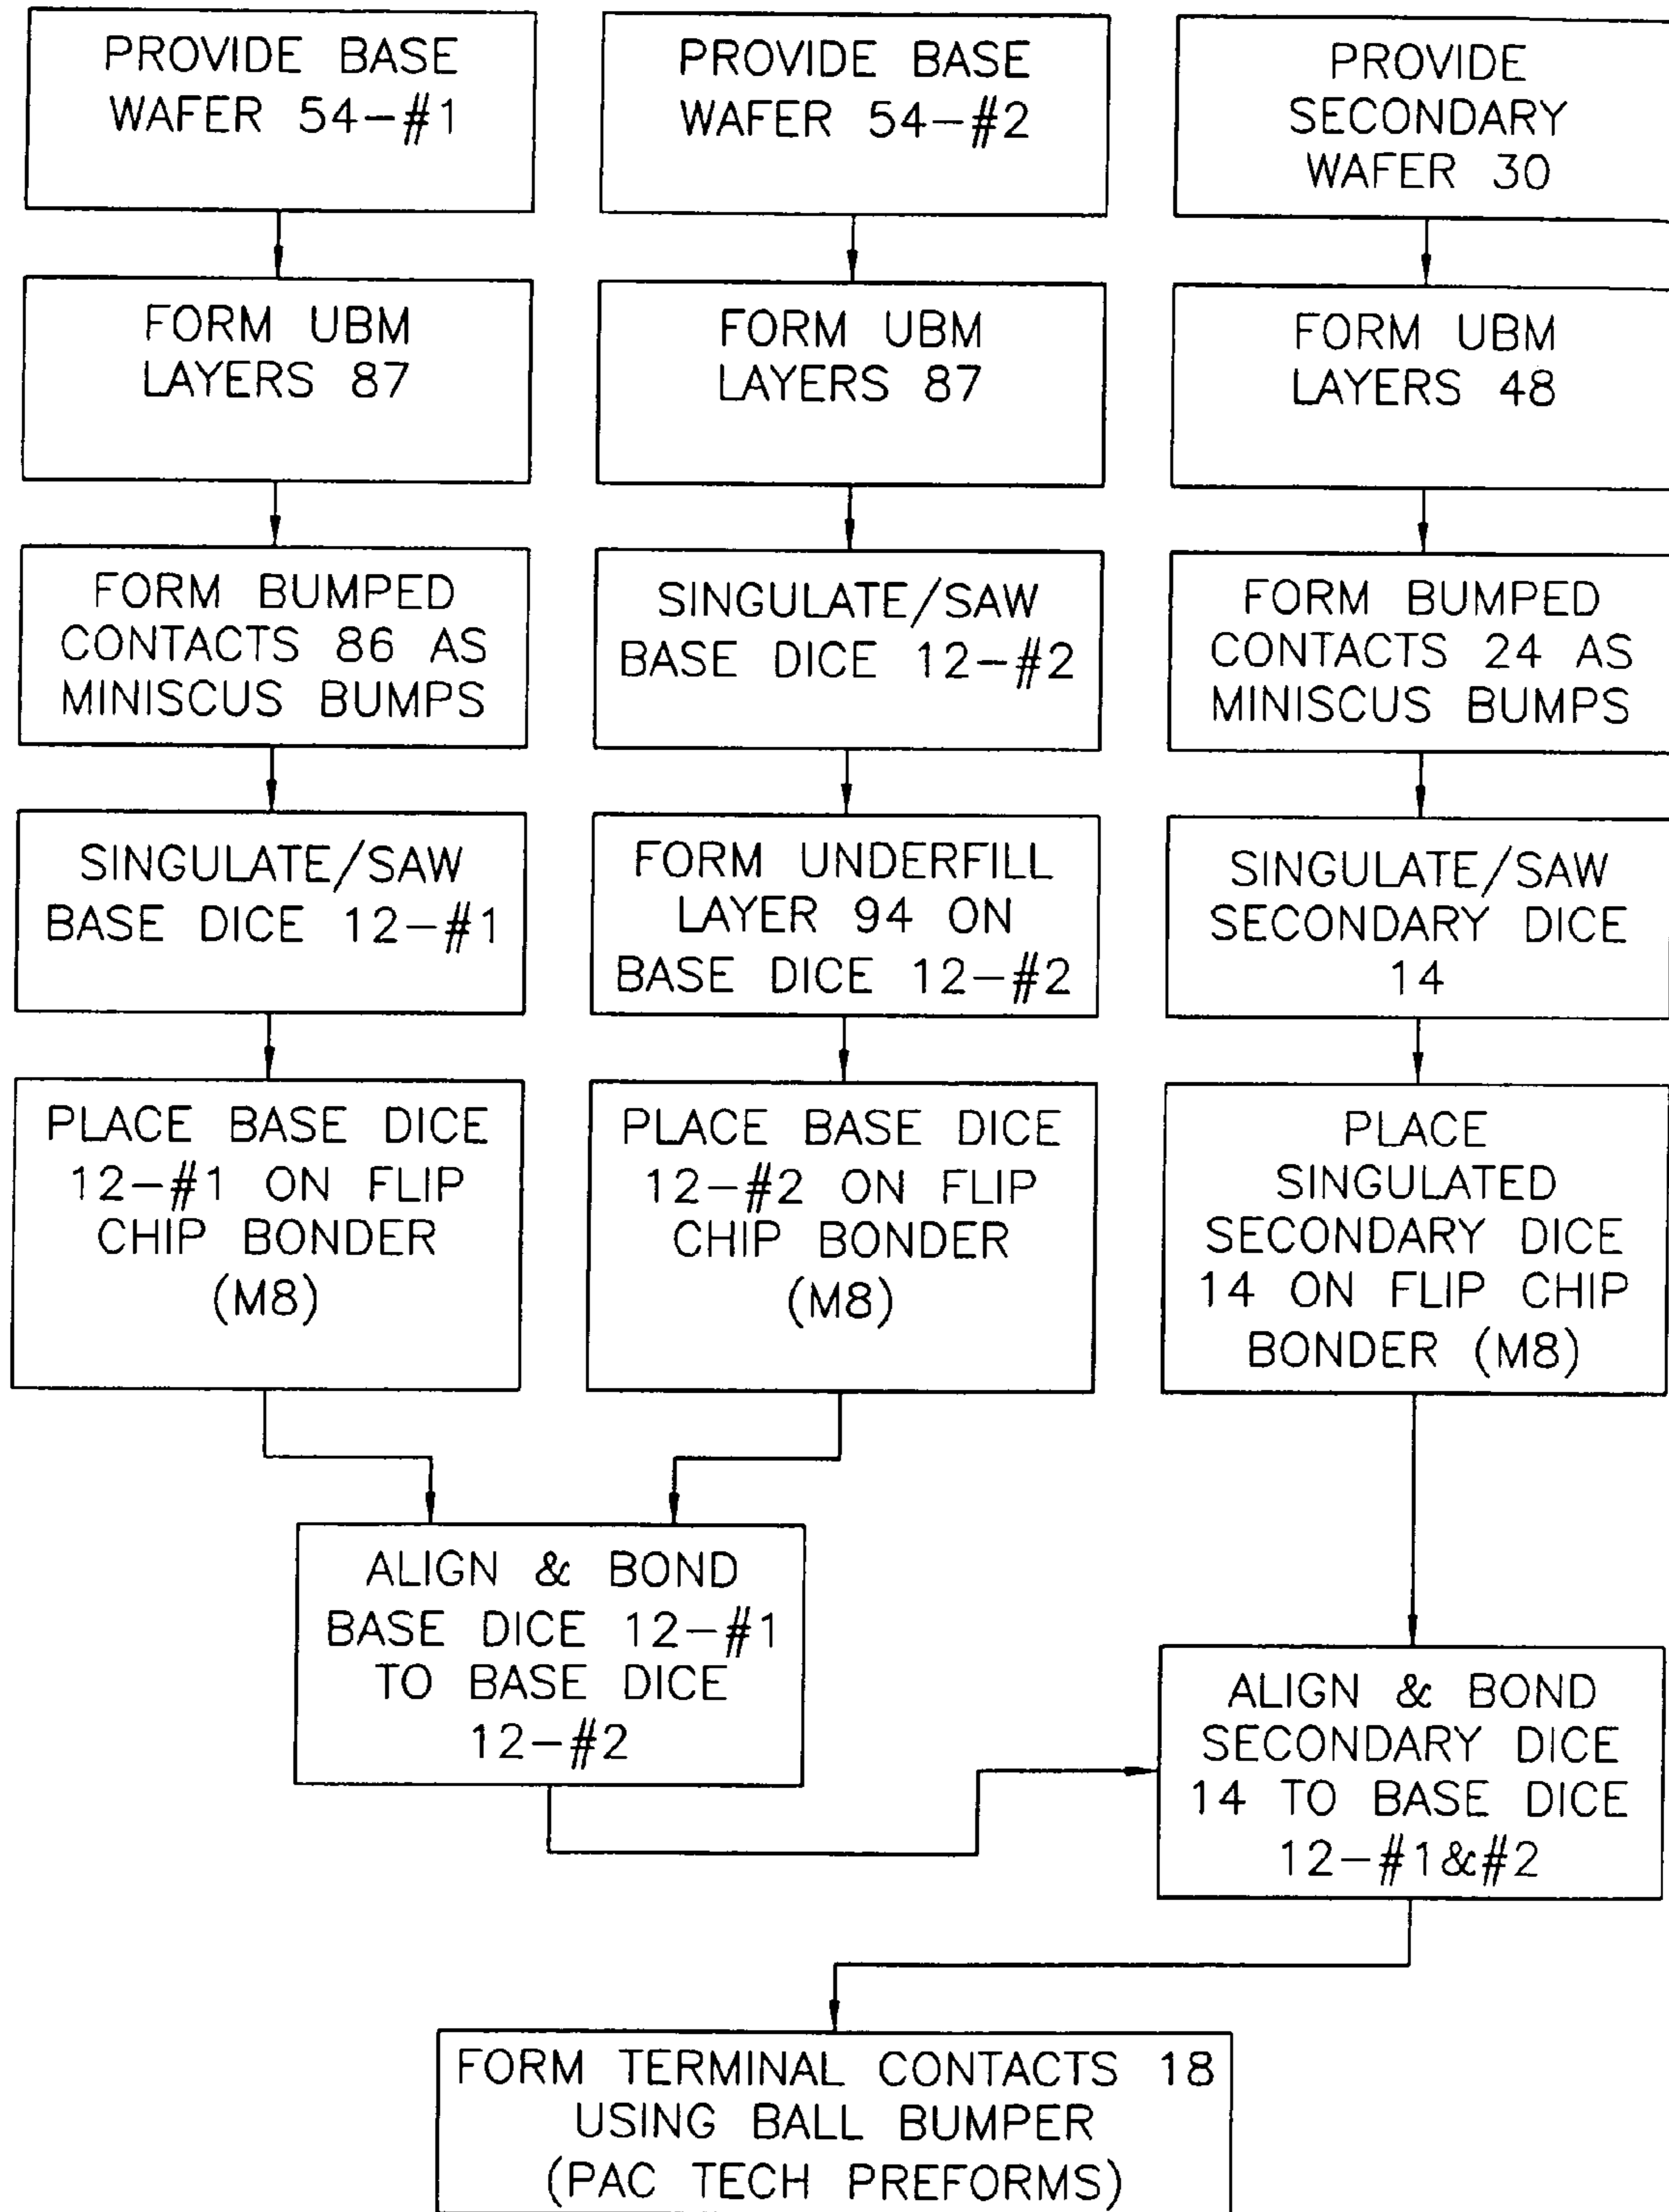 PROVIDE BASE
WAFER 54-#1
PROVIDE BASE
WAFER 54-#2
PROVIDE
SECONDARY
WAFER 30
FORM UBM
LAYERS 87
FORM UBM
LAYERS 87
FORM UBM
LAYERS 48
FORM BUMPED
CONTACTS 86 AS
MINISCUS BUMPS
SINGULATE/SAW
BASE DICE 12-#2
FORM BUMPED
CONTACTS 24 AS
MINISCUS BUMPS
SINGULATE/SAW
BASE DICE 12-#1
FORM UNDERFILL
LAYER 94 ON
BASE DICE 12-#2
SINGULATE/SAW
SECONDARY DICE
14
PLACE BASE DICE
12-#1 ON FLIP
CHIP BONDER
(M8)
PLACE BASE DICE
12-#2 ON FLIP
CHIP BONDER
(M8)
PLACE
SINGULATED
SECONDARY DICE
14 ON FLIP CHIP
BONDER (M8)
ALIGN & BOND
BASE DICE 12-#1
TO BASE DICE
12-#2
ALIGN & BOND
SECONDARY DICE
14 TO BASE DICE
12-#1&#2
FORM TERMINAL CONTACTS 18
USING BALL BUMPER
(PAC TECH PREFORMS)